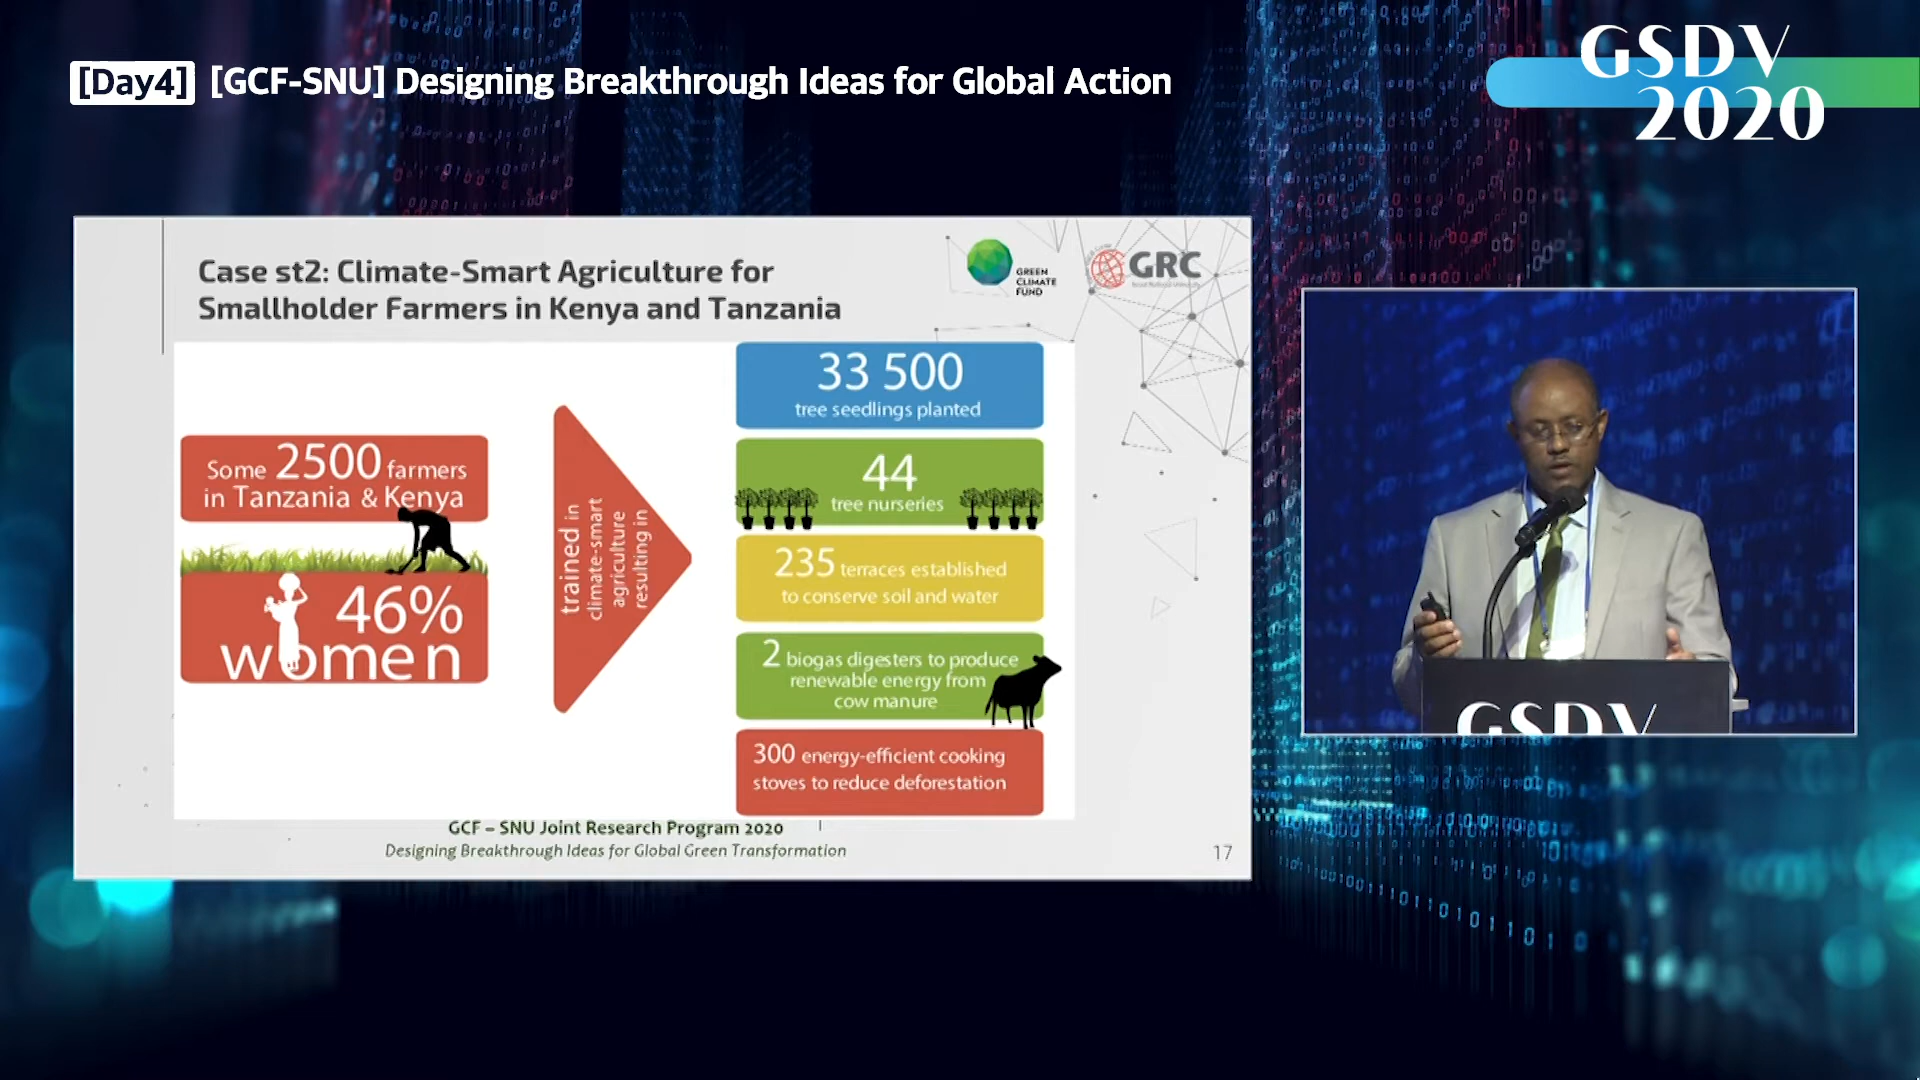 [Day4] [GCF-SNU] Designing Breakthrough Ideas for Global Action
GSDV
2020
Case st2: Climate-Smart Agriculture for
Smallholder Farmers in Kenya and Tanzania
GREEN
CLIMATE
FUND
GRC
Some 2500 farmers
in Tanzania & Kenya
46%
women
trained in
climate-smart
agriculture
resulting in
33 500
tree seedlings planted
44
tree nurseries
235 terraces established
to conserve soil and water
2 biogas digesters to produce
renewable energy from
cow manure
300 energy-efficient cooking
stoves to reduce deforestation
GCF – SNU Joint Research Program 2020
Designing Breakthrough Ideas for Global Green Transformation
17
GSDV